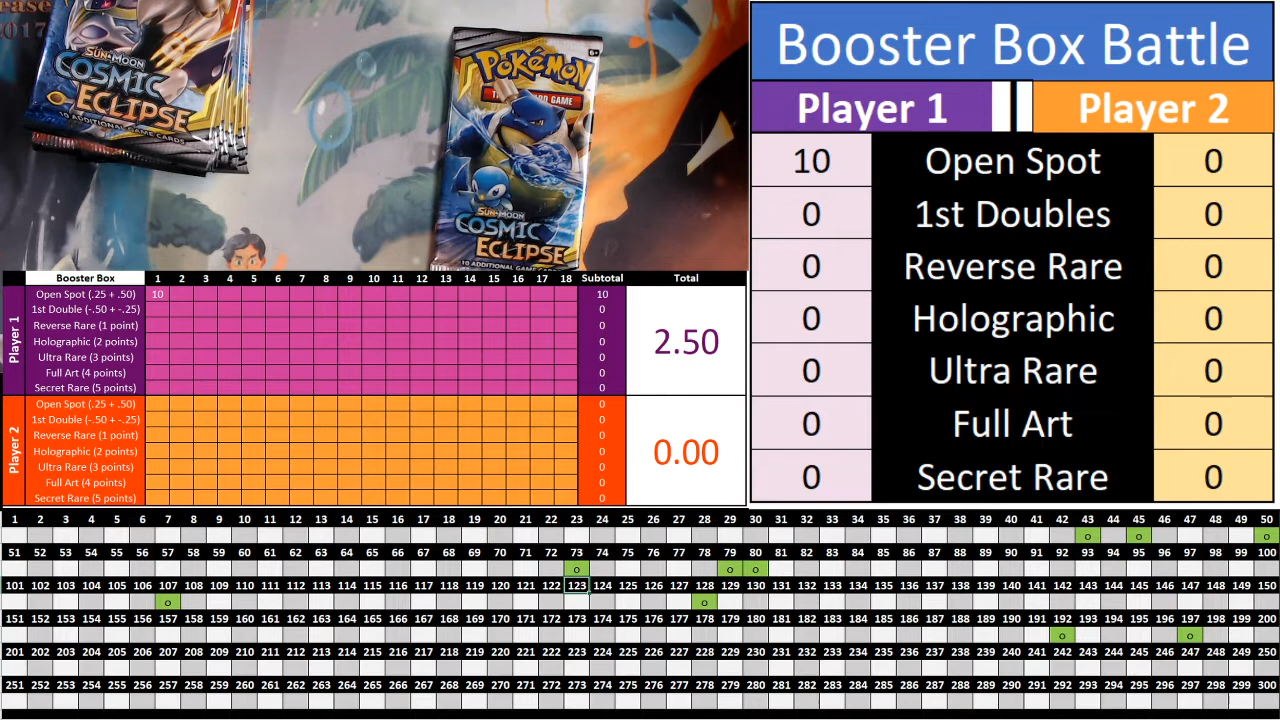 ease
2017
SUN & MOON
COSMIC
ECLIPSE
10 ADDITIONAL GAME CARDS
POKÉMON
SUN & MOON
COSMIC
ECLIPSE
10 ADDITIONAL GAME CARDS
Booster Box Battle
Player 1 Player 2
10 Open Spot 0
0 1st Doubles 0
0 Reverse Rare 0
0 Holographic 0
0 Ultra Rare 0
0 Full Art 0
0 Secret Rare 0
Booster Box 1 2 3 4 5 6 7 8 9 10 11 12 13 14 15 16 17 18 Subtotal Total
Player 1
Open Spot (.25 + .50) 10 10
1st Double (-.50 + -.25) 0
Reverse Rare (1 point) 0
Holographic (2 points) 0
Ultra Rare (3 points) 0
Full Art (4 points) 0
Secret Rare (5 points) 0
2.50
Player 2
Open Spot (.25 + .50) 0
1st Double (-.50 + -.25) 0
Reverse Rare (1 point) 0
Holographic (2 points) 0
Ultra Rare (3 points) 0
Full Art (4 points) 0
Secret Rare (5 points) 0
0.00
1 2 3 4 5 6 7 8 9 10 11 12 13 14 15 16 17 18 19 20 21 22 23 24 25 26 27 28 29 30 31 32 33 34 35 36 37 38 39 40 41 42 43 44 45 46 47 48 49 50
o o o
51 52 53 54 55 56 57 58 59 60 61 62 63 64 65 66 67 68 69 70 71 72 73 74 75 76 77 78 79 80 81 82 83 84 85 86 87 88 89 90 91 92 93 94 95 96 97 98 99 100
o o o
101 102 103 104 105 106 107 108 109 110 111 112 113 114 115 116 117 118 119 120 121 122 123 124 125 126 127 128 129 130 131 132 133 134 135 136 137 138 139 140 141 142 143 144 145 146 147 148 149 150
o o
151 152 153 154 155 156 157 158 159 160 161 162 163 164 165 166 167 168 169 170 171 172 173 174 175 176 177 178 179 180 181 182 183 184 185 186 187 188 189 190 191 192 193 194 195 196 197 198 199 200
o o
201 202 203 204 205 206 207 208 209 210 211 212 213 214 215 216 217 218 219 220 221 222 223 224 225 226 227 228 229 230 231 232 233 234 235 236 237 238 239 240 241 242 243 244 245 246 247 248 249 250
251 252 253 254 255 256 257 258 259 260 261 262 263 264 265 266 267 268 269 270 271 272 273 274 275 276 277 278 279 280 281 282 283 284 285 286 287 288 289 290 291 292 293 294 295 296 297 298 299 300